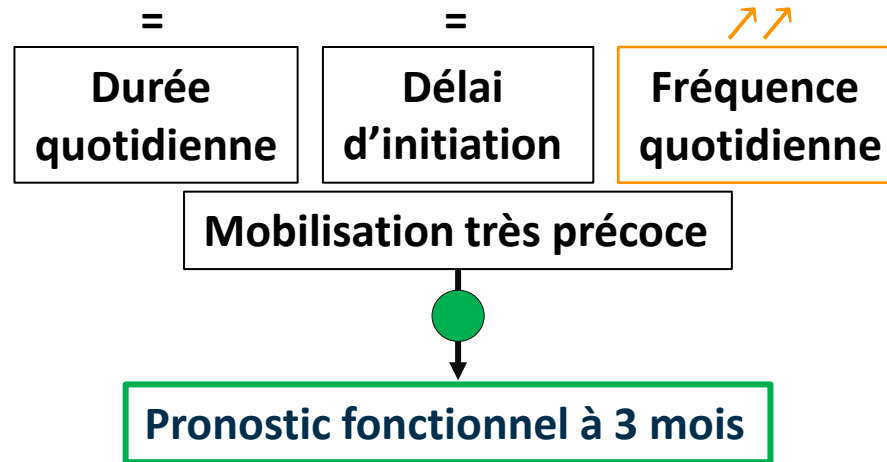 = = ↗↗
Durée
quotidienne
Délai
d’initiation
Fréquence
quotidienne
Mobilisation très précoce
Pronostic fonctionnel à 3 mois